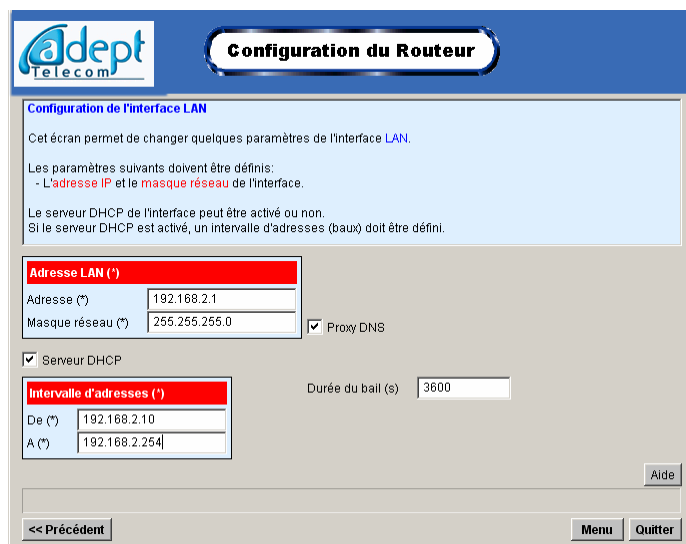 adept
Telecom
Configuration du Routeur
Configuration de l'interface LAN
Cet écran permet de changer quelques paramètres de l'interface LAN.
Les paramètres suivants doivent être définis:
- L'adresse IP et le masque réseau de l'interface.
Le serveur DHCP de l'interface peut être activé ou non.
Si le serveur DHCP est activé, un intervalle d'adresses (baux) doit être défini.
Adresse LAN (*)
Adresse (*) 192.168.2.1
Masque réseau (*) 255.255.255.0
Proxy DNS
Serveur DHCP
Intervalle d'adresses (*)
Durée du bail (s) 3600
De (*) 192.168.2.10
A (*) 192.168.2.254
Aide
<< Précédent
Menu
Quitter